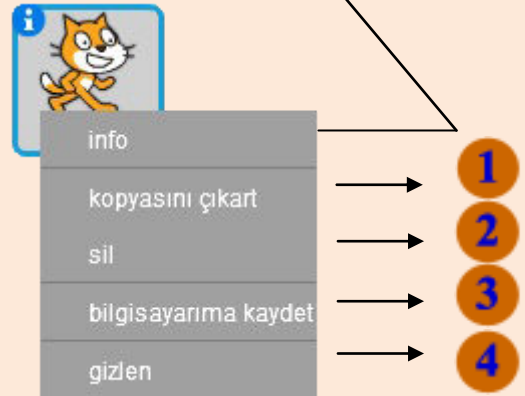 i
info
kopyasını çıkart
1
sil
2
bilgisayarıma kaydet
3
gizlen
4